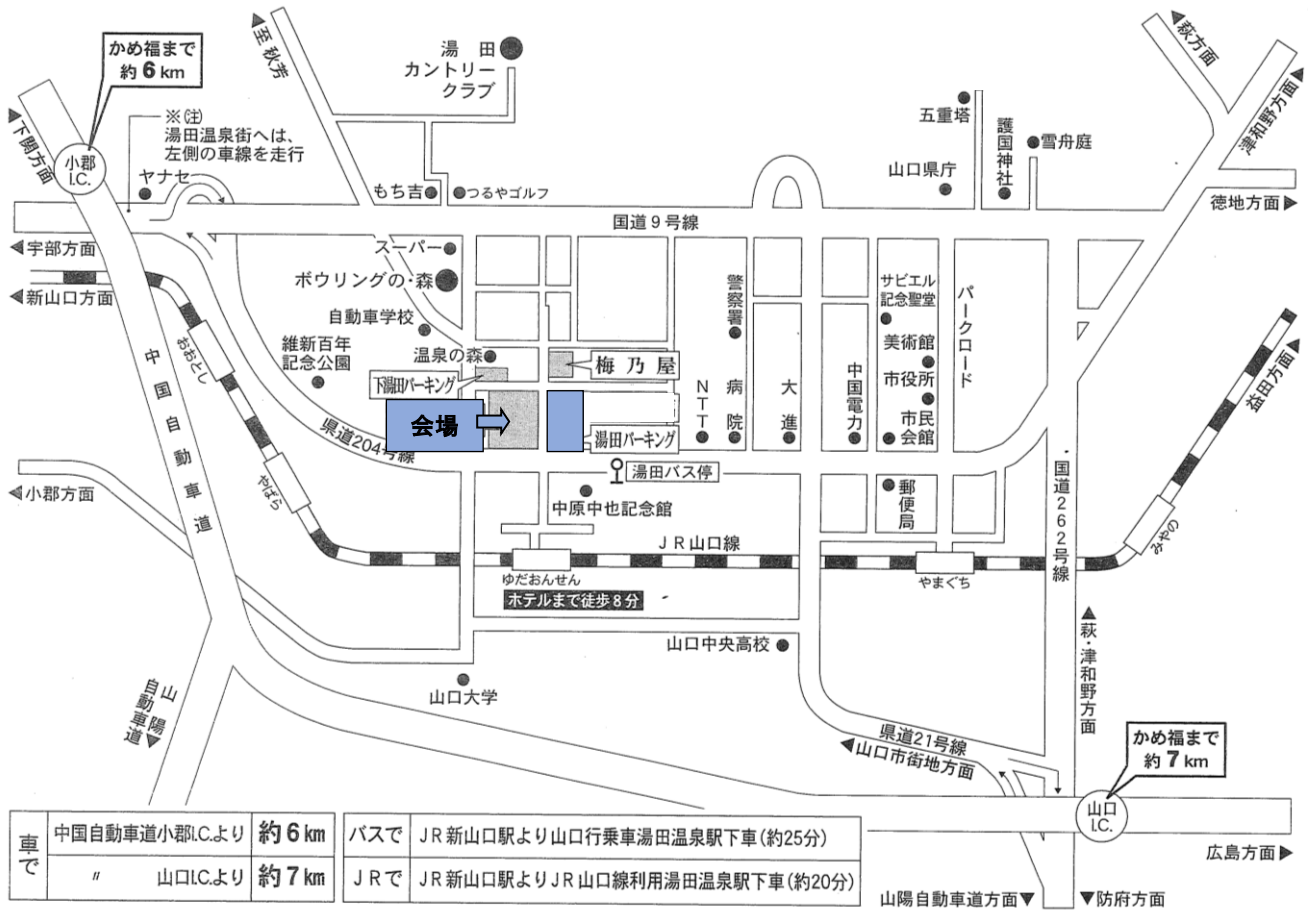 かめ福まで
約6km
▲至 秋芳
湯田
カントリー
クラブ
▲萩方面
津和野方面▲
▲下関方面
小郡
I.C.
※(注)
湯田温泉街へは、
左側の車線を走行
ヤナセ
もち吉
つるやゴルフ
五重塔
護国神社
雪舟庭
山口県庁
徳地方面▶
国道9号線
◀宇部方面
スーパー
◀新山口方面
ボウリングの・森
自動車学校
維新百年
記念公園
温泉の森
下湯田パーキング
梅乃屋
会場
湯田パーキング
警察署
サビエル
記念聖堂
美術館
市役所
市民
会館
パークロード
NTT
病院
大進
中国電力
益田方面▲
おおとし
中国自動車道
県道204号線
湯田バス停
中原中也記念館
郵便局
国道262号線
◀小郡方面
やばら
JR山口線
みやの
ゆだおんせん
ホテルまで徒歩8分
やまぐち
山口中央高校
山口大学
▲萩・津和野方面
山陽
自動車道▼
県道21号線
◀山口市街地方面
かめ福まで
約7km
山口
I.C.
広島方面▶
車で
中国自動車道小郡I.C.より
約6km
〃 山口I.C.より
約7km
バスで
JR新山口駅より山口行乗車湯田温泉駅下車(約25分)
JRで
JR新山口駅よりJR山口線利用湯田温泉駅下車(約20分)
山陽自動車道方面▼
▼防府方面